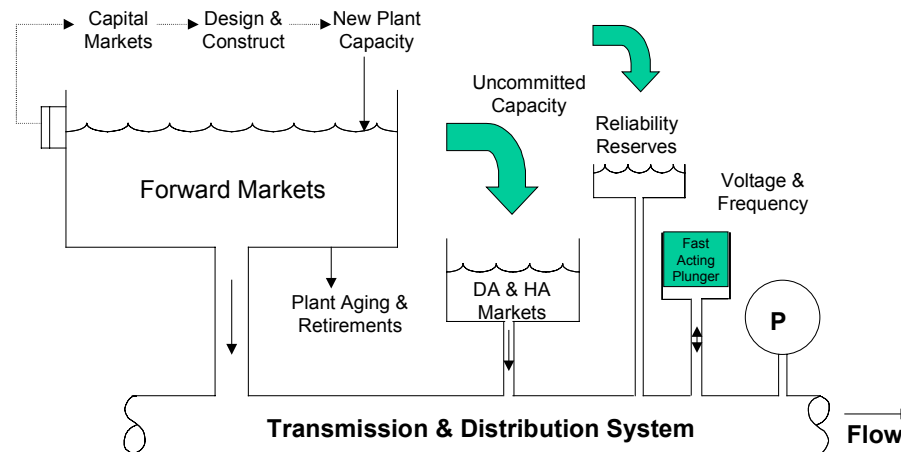 Capital
Markets
Design &
Construct
New Plant
Capacity
Uncommitted
Capacity
Reliability
Reserves
Forward Markets
Voltage &
Frequency
Fast
Acting
Plunger
DA & HA
Markets
Plant Aging &
Retirements
P
Transmission & Distribution System
Flow